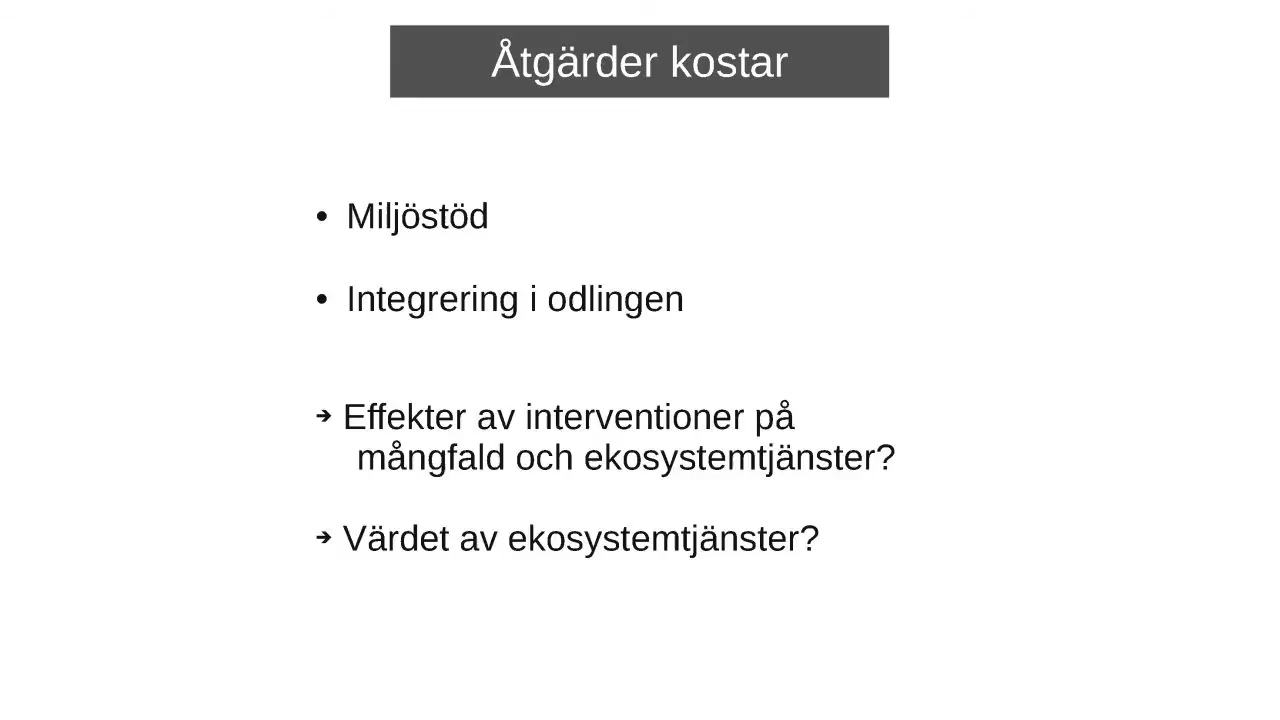 Åtgärder kostar
• Miljöstöd
• Integrering i odlingen
➔ Effekter av interventioner på
mångfald och ekosystemtjänster?
➔ Värdet av ekosystemtjänster?